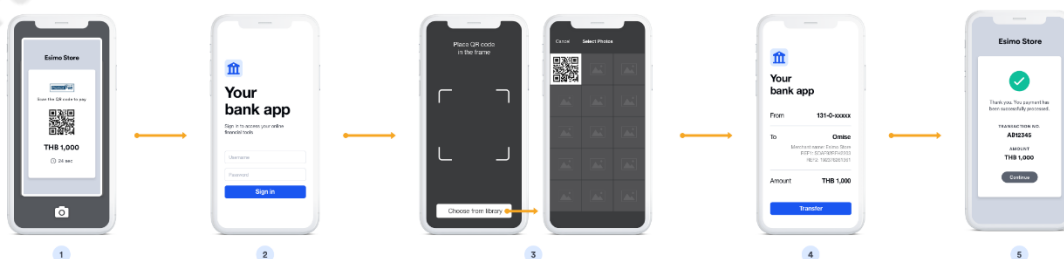 Esimo Store
Scan the QR code to pay
THB 1,000
24 sec
1
Your
bank app
Sign in to access your online
financial tools
Username
Password
Sign in
2
Place QR code
in the frame
Choose from library
Cancel
Select Photos
3
Your
bank app
From
131-0-xxxxx
To
Omise
Merchant name: Esimo Store
Amount
THB 1,000
Transfer
4
Esimo Store
Thank you. You payment has
been successfully processed.
TRANSACTION NO.
AB12345
AMOUNT
THB 1,000
Continue
5